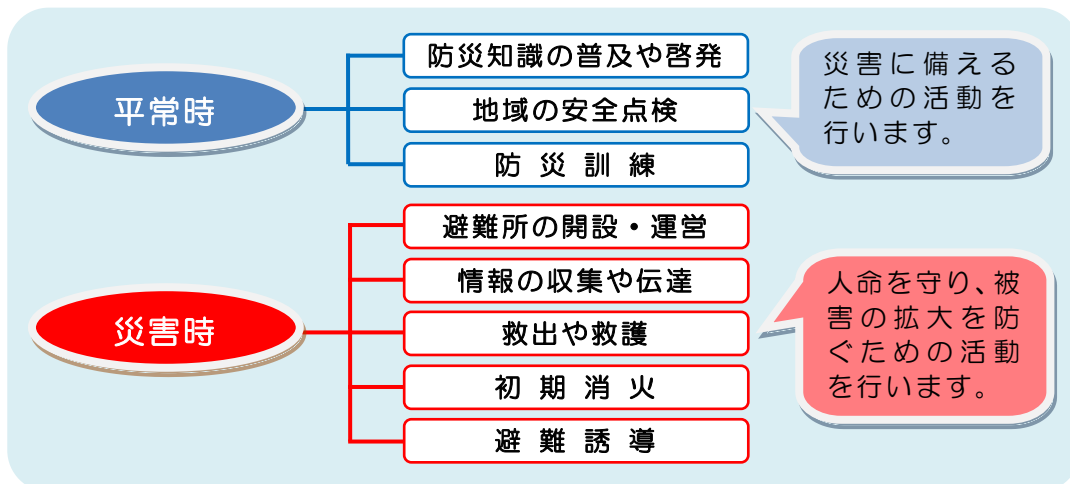 平常時
防災知識の普及や啓発
地域の安全点検
防災訓練
災害に備える
ための活動を
行います。
災害時
避難所の開設・運営
情報の収集や伝達
救出や救護
初期消火
避難誘導
人命を守り、被
害の拡大を防
ぐための活動
を行います。